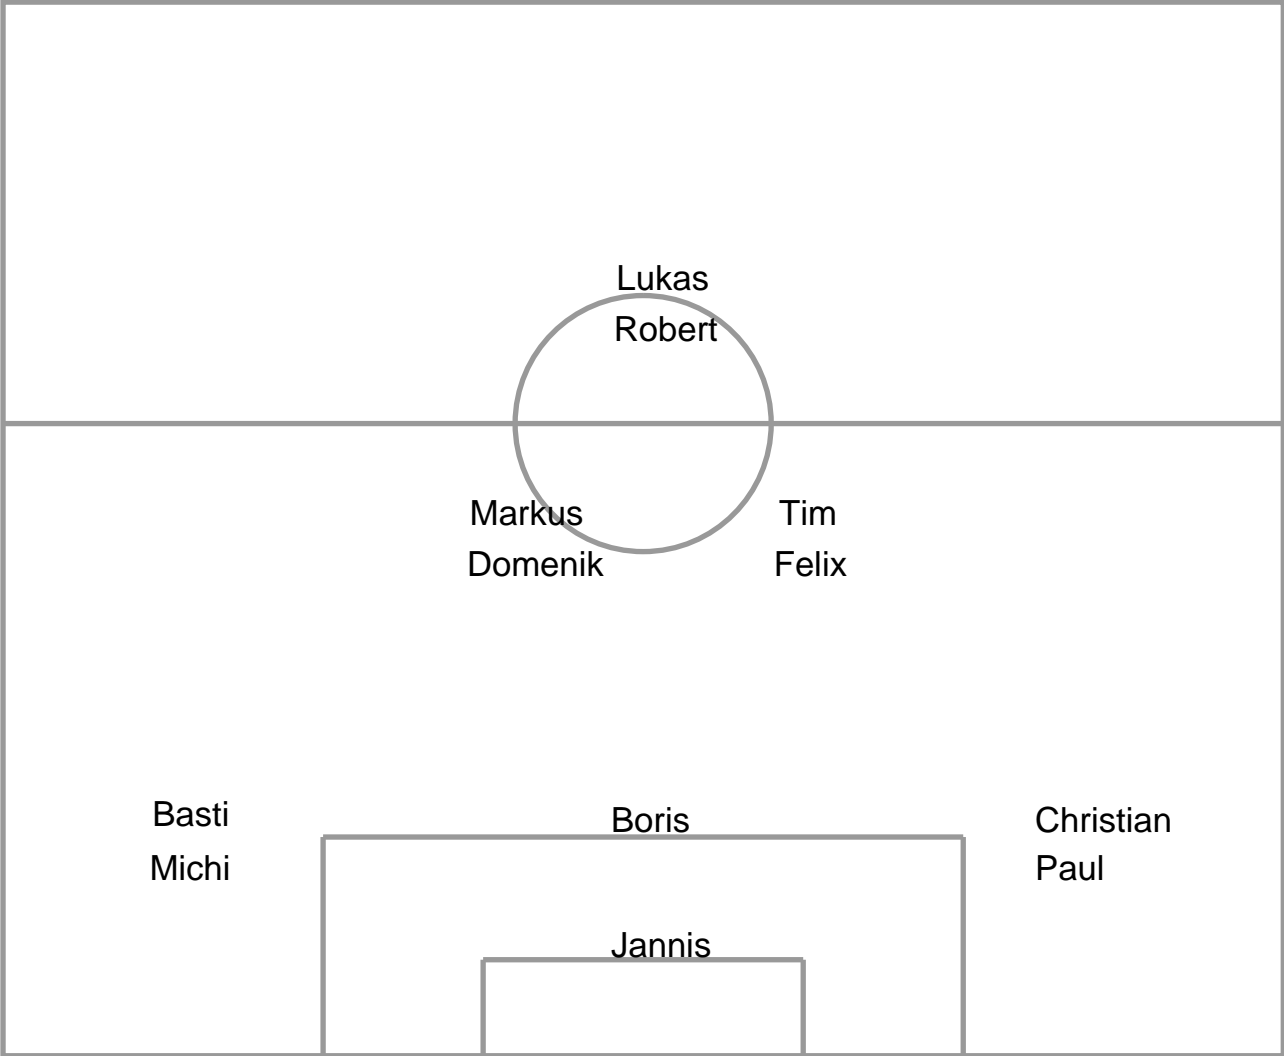 Lukas
Robert
Markus
Tim
Domenik
Felix
Basti
Boris
Christian
Michi
Paul
Jannis